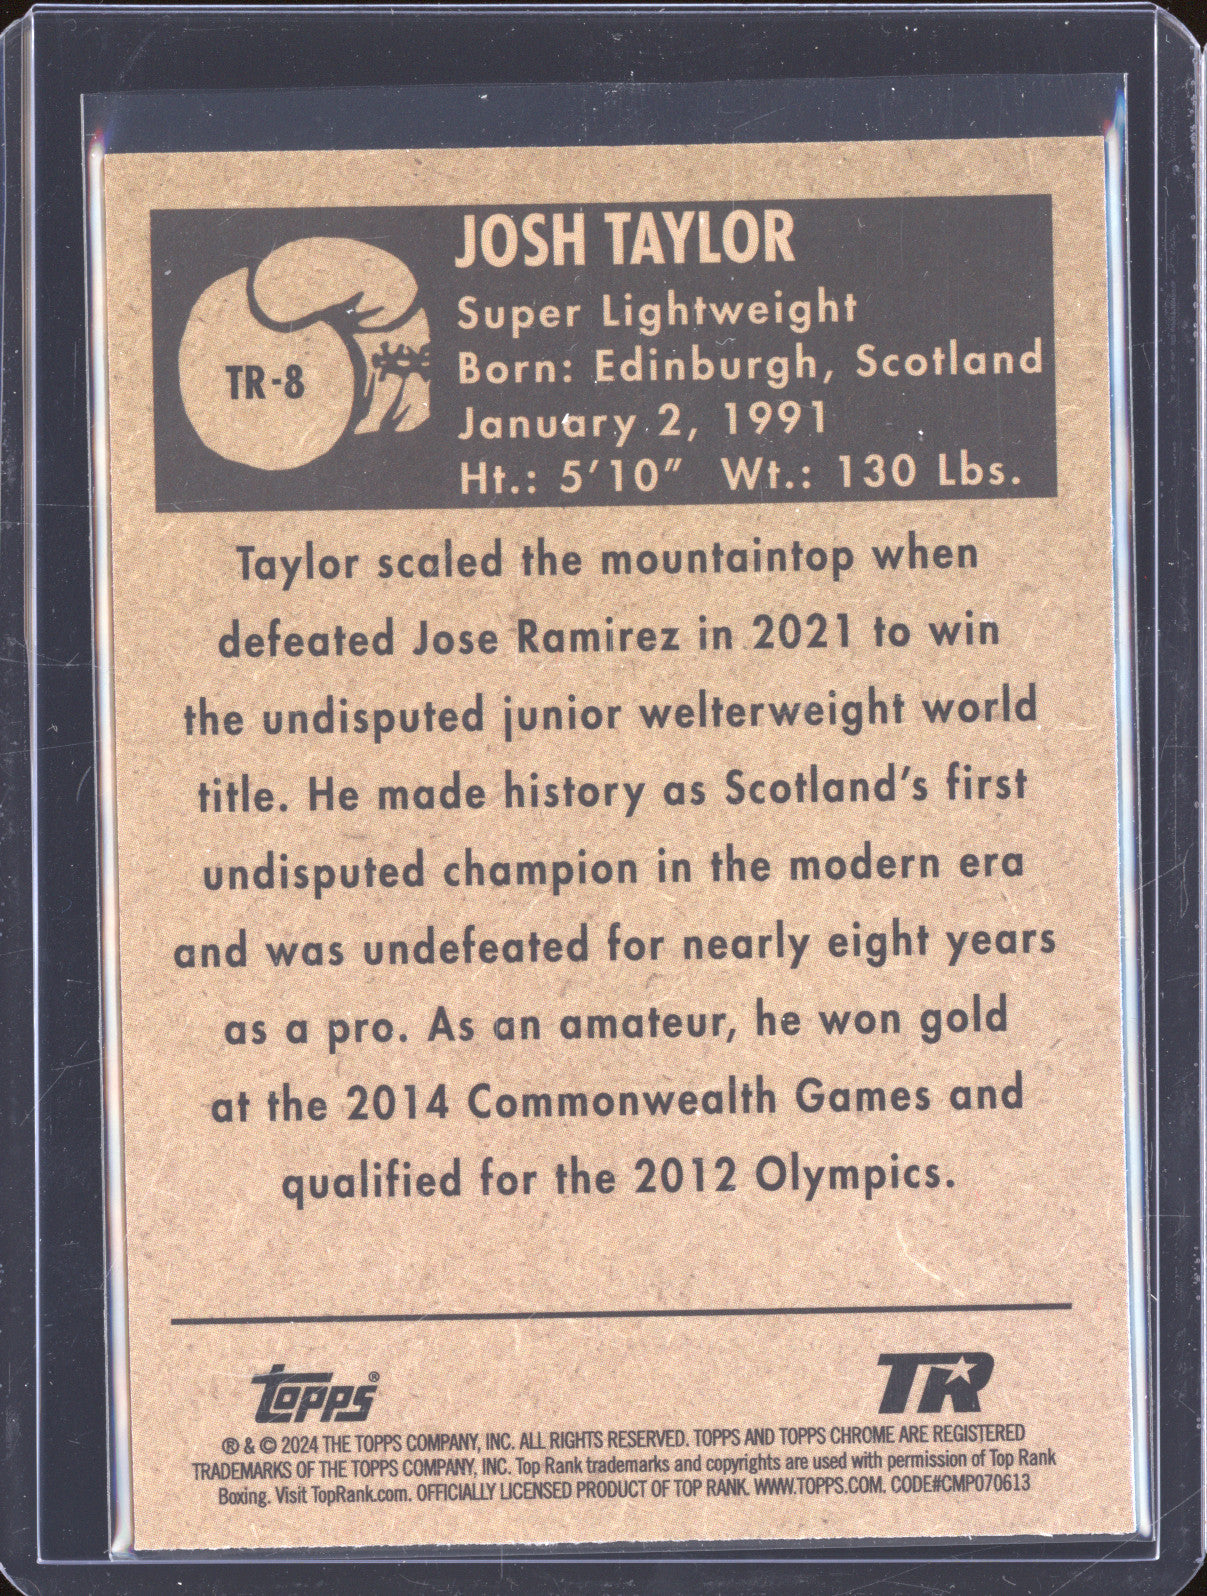 JOSH TAYLOR
Super Lightweight
Born: Edinburgh, Scotland
January 2, 1991
Ht.: 5'10" Wt.: 130 Lbs.
TR-8
Taylor scaled the mountaintop when
defeated Jose Ramirez in 2021 to win
the undisputed junior welterweight world
title. He made history as Scotland's first
undisputed champion in the modern era
and was undefeated for nearly eight years
as a pro. As an amateur, he won gold
at the 2014 Commonwealth Games and
qualified for the 2012 Olympics.
Topps®
TR
® & © 2024 THE TOPPS COMPANY, INC. ALL RIGHTS RESERVED. TOPPS AND TOPPS CHROME ARE REGISTERED
TRADEMARKS OF THE TOPPS COMPANY, INC. Top Rank trademarks and copyrights are used with permission of Top Rank
Boxing. Visit TopRank.com. OFFICIALLY LICENSED PRODUCT OF TOP RANK. WWW.TOPPS.COM. CODE#CMP070613